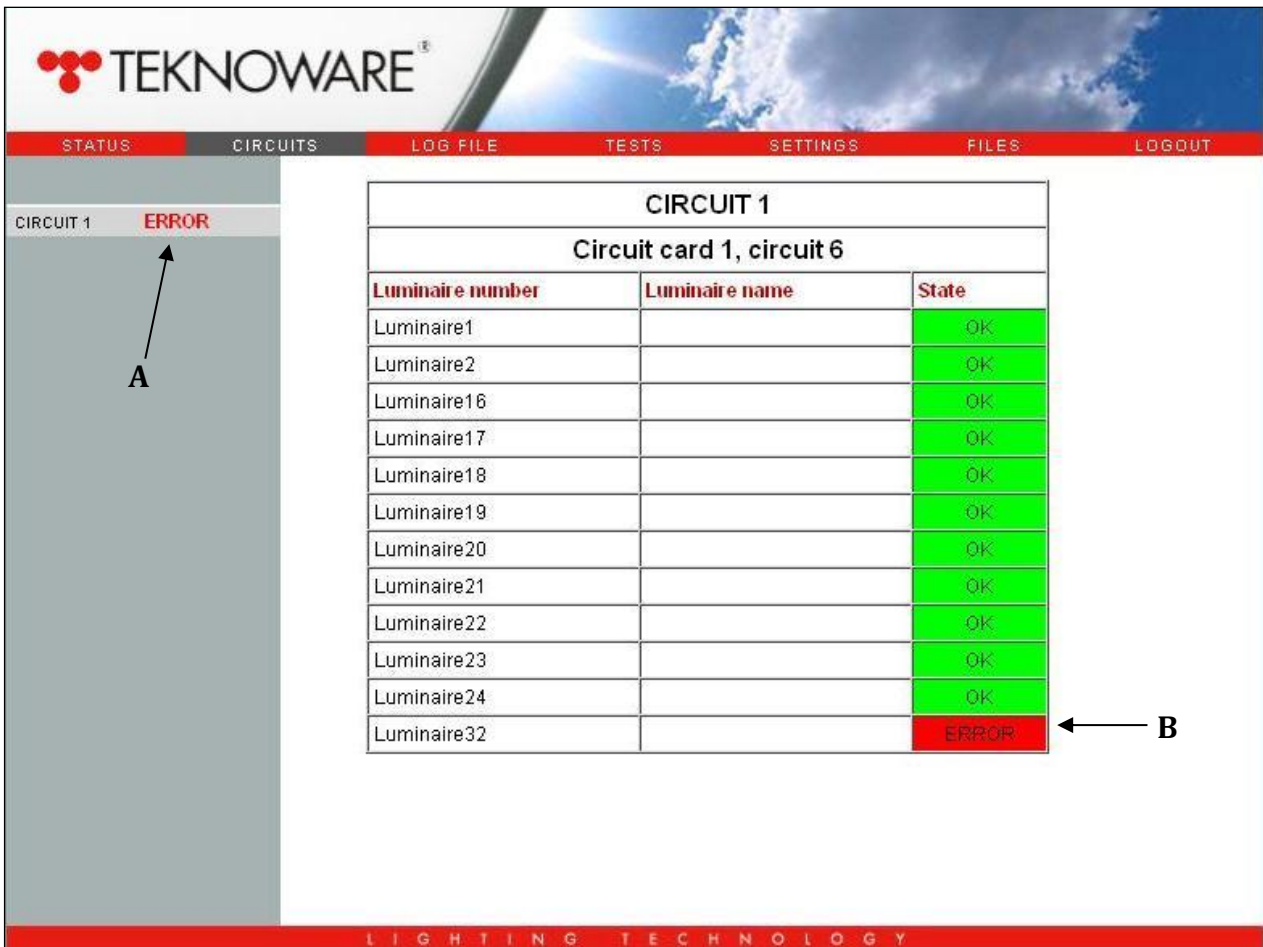 TEKNOWARE®
STATUS CIRCUITS LOG FILE TESTS SETTINGS FILES LOGOUT
CIRCUIT 1 ERROR
A
CIRCUIT 1
Circuit card 1, circuit 6
Luminaire number Luminaire name State
Luminaire1 OK
Luminaire2 OK
Luminaire16 OK
Luminaire17 OK
Luminaire18 OK
Luminaire19 OK
Luminaire20 OK
Luminaire21 OK
Luminaire22 OK
Luminaire23 OK
Luminaire24 OK
Luminaire32 ERROR
B
LIGHTING TECHNOLOGY